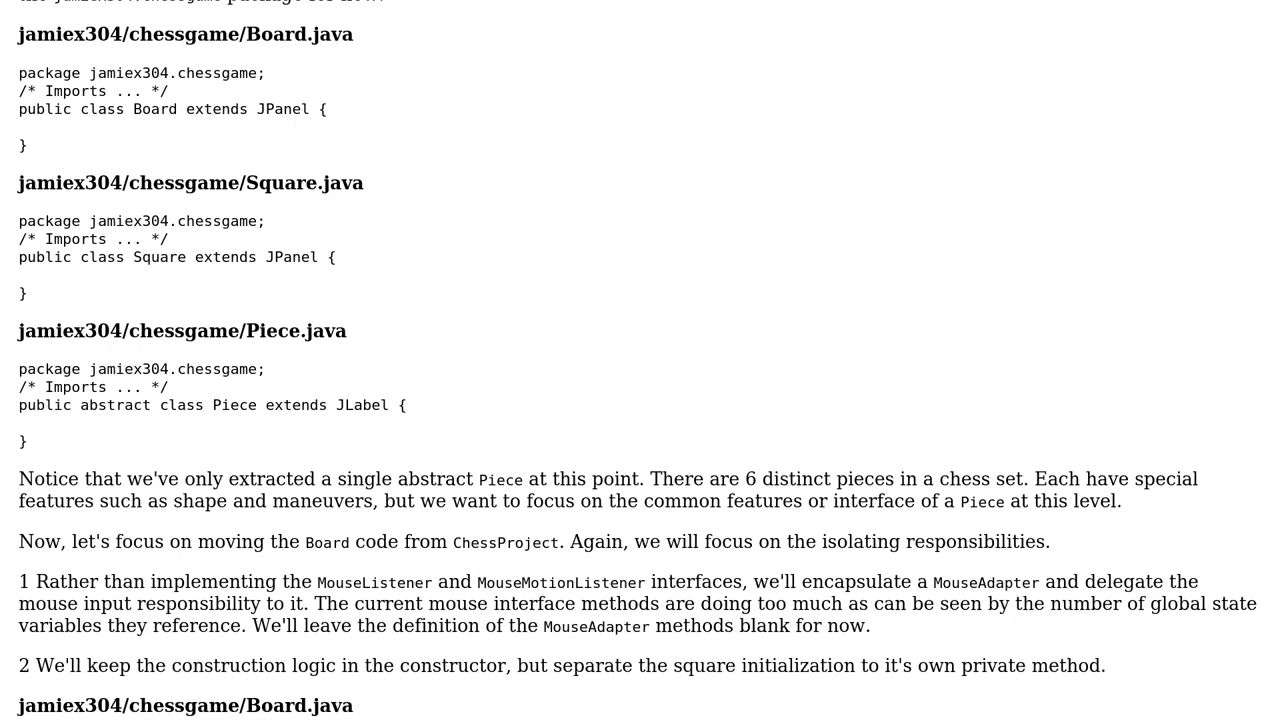 jamiex304/chessgame/Board.java
package jamiex304.chessgame;
/* Imports ... */
public class Board extends JPanel {
}
jamiex304/chessgame/Square.java
package jamiex304.chessgame;
/* Imports ... */
public class Square extends JPanel {
}
jamiex304/chessgame/Piece.java
package jamiex304.chessgame;
/* Imports ... */
public abstract class Piece extends JLabel {
}
Notice that we've only extracted a single abstract Piece at this point. There are 6 distinct pieces in a chess set. Each have special
features such as shape and maneuvers, but we want to focus on the common features or interface of a Piece at this level.
Now, let's focus on moving the Board code from ChessProject. Again, we will focus on the isolating responsibilities.
1 Rather than implementing the MouseListener and MouseMotionListener interfaces, we'll encapsulate a MouseAdapter and delegate the
mouse input responsibility to it. The current mouse interface methods are doing too much as can be seen by the number of global state
variables they reference. We'll leave the definition of the MouseAdapter methods blank for now.
2 We'll keep the construction logic in the constructor, but separate the square initialization to it's own private method.
jamiex304/chessgame/Board.java